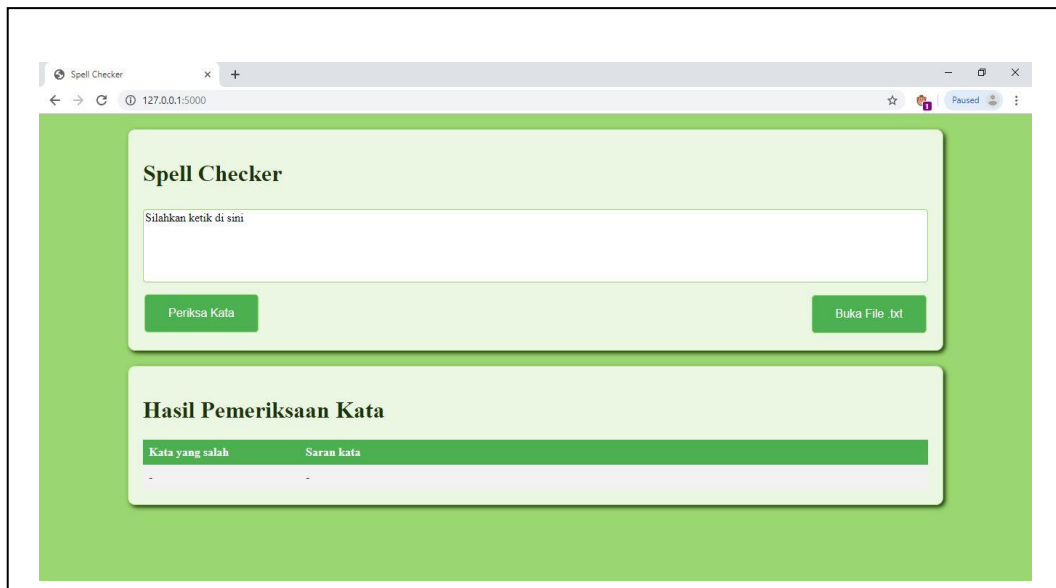 Spell Checker
127.0.0.1:5000
1
Paused
Spell Checker
Silahkan ketik di sini
Periksa Kata
Buka File .txt
Hasil Pemeriksaan Kata
Kata yang salah Saran kata
- -